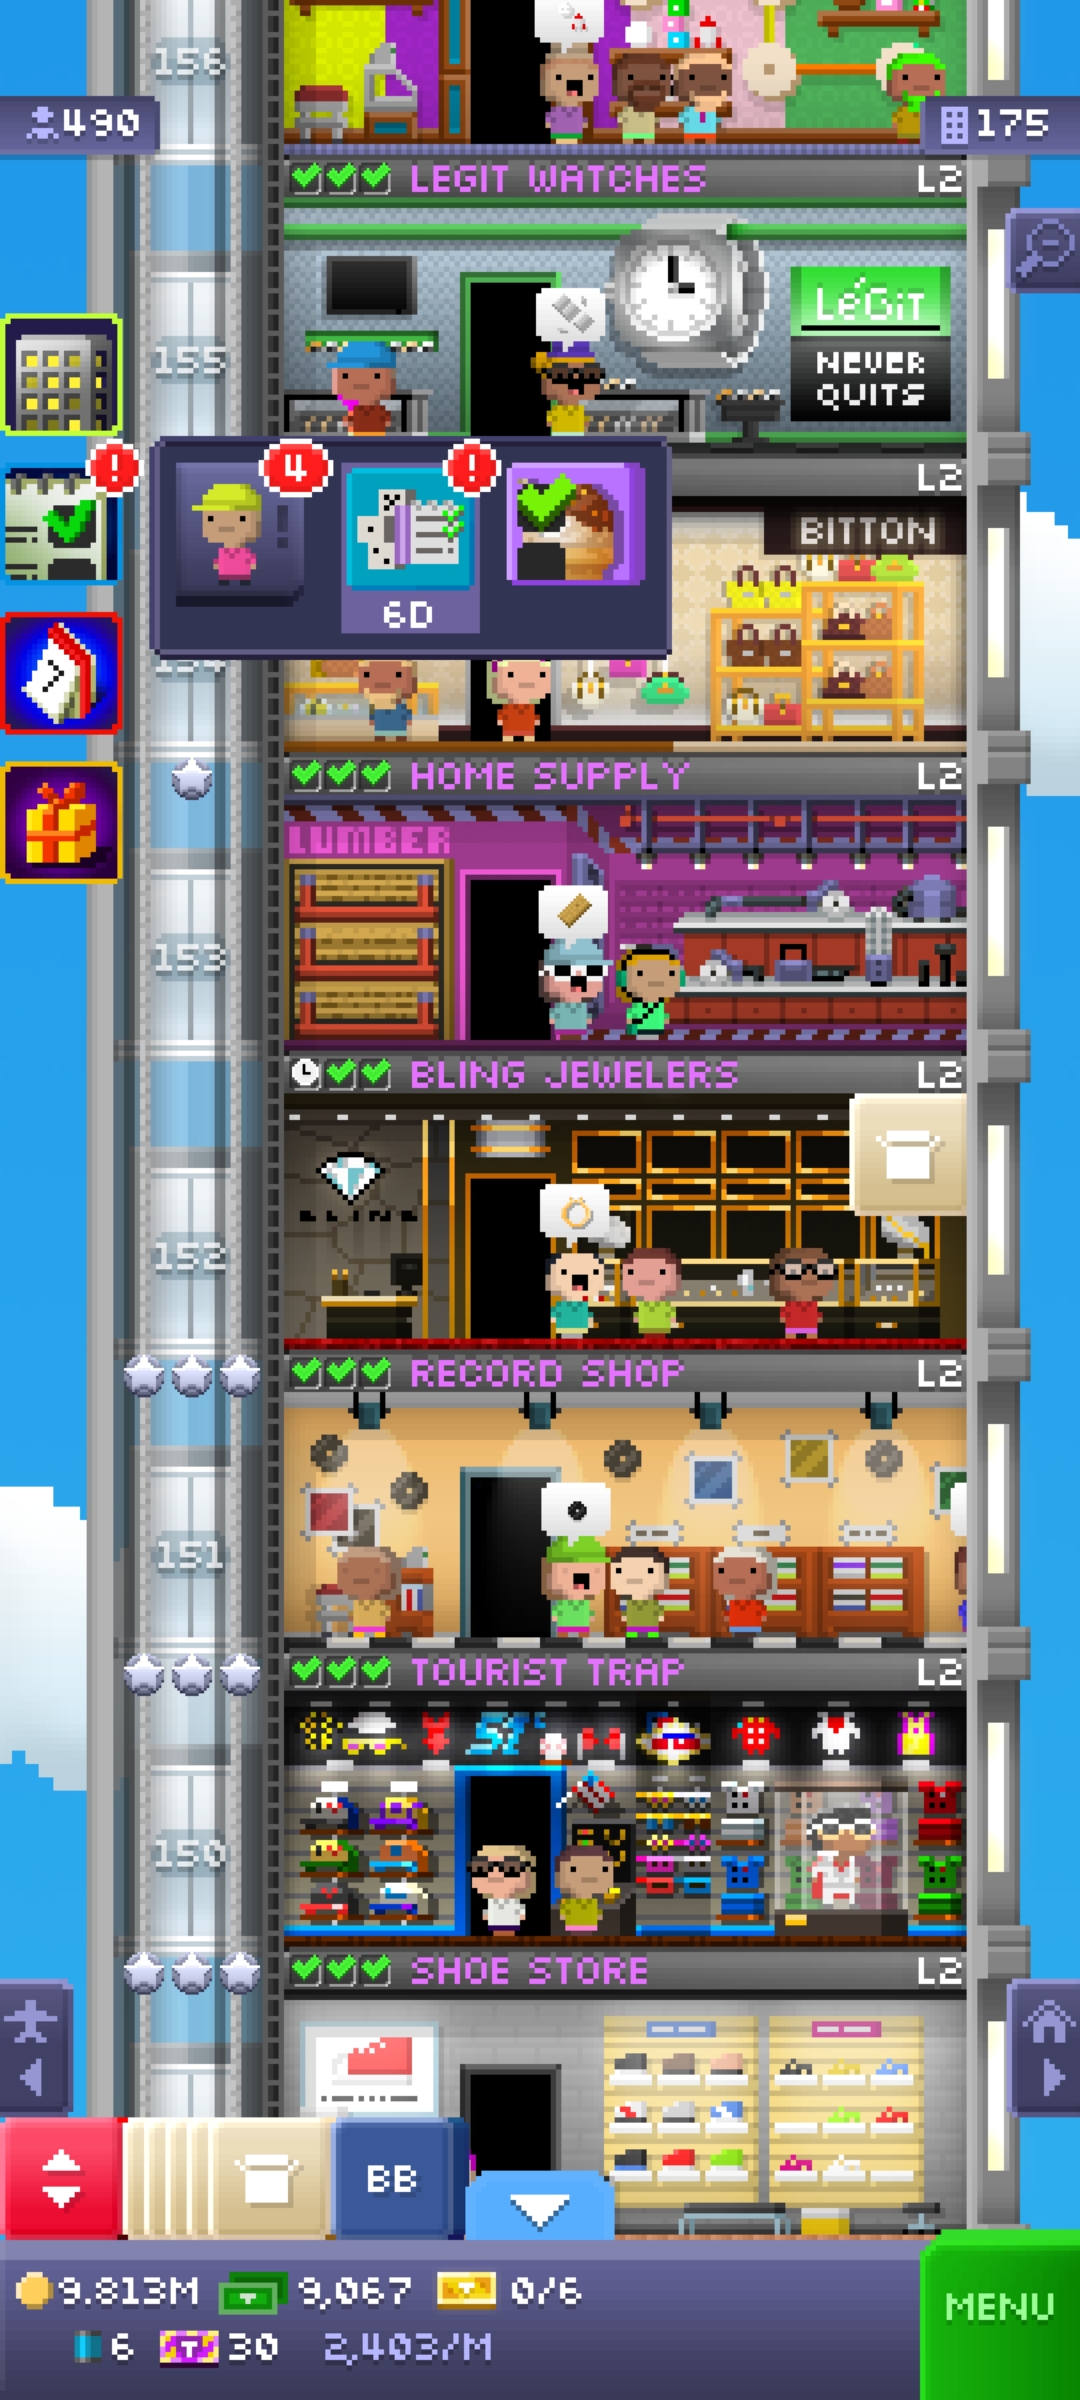 156
490
175
LEGIT WATCHES L2
LéGit
NEVER
QUITS
155
4
!
!
L2
BITTON
6D
HOME SUPPLY L2
LUMBER
153
BLING JEWELERS L2
BLING
152
RECORD SHOP L2
151
TOURIST TRAP L2
150
SHOE STORE L2
BB
9.813M 9,067 0/6
MENU
6 30 2,403/M